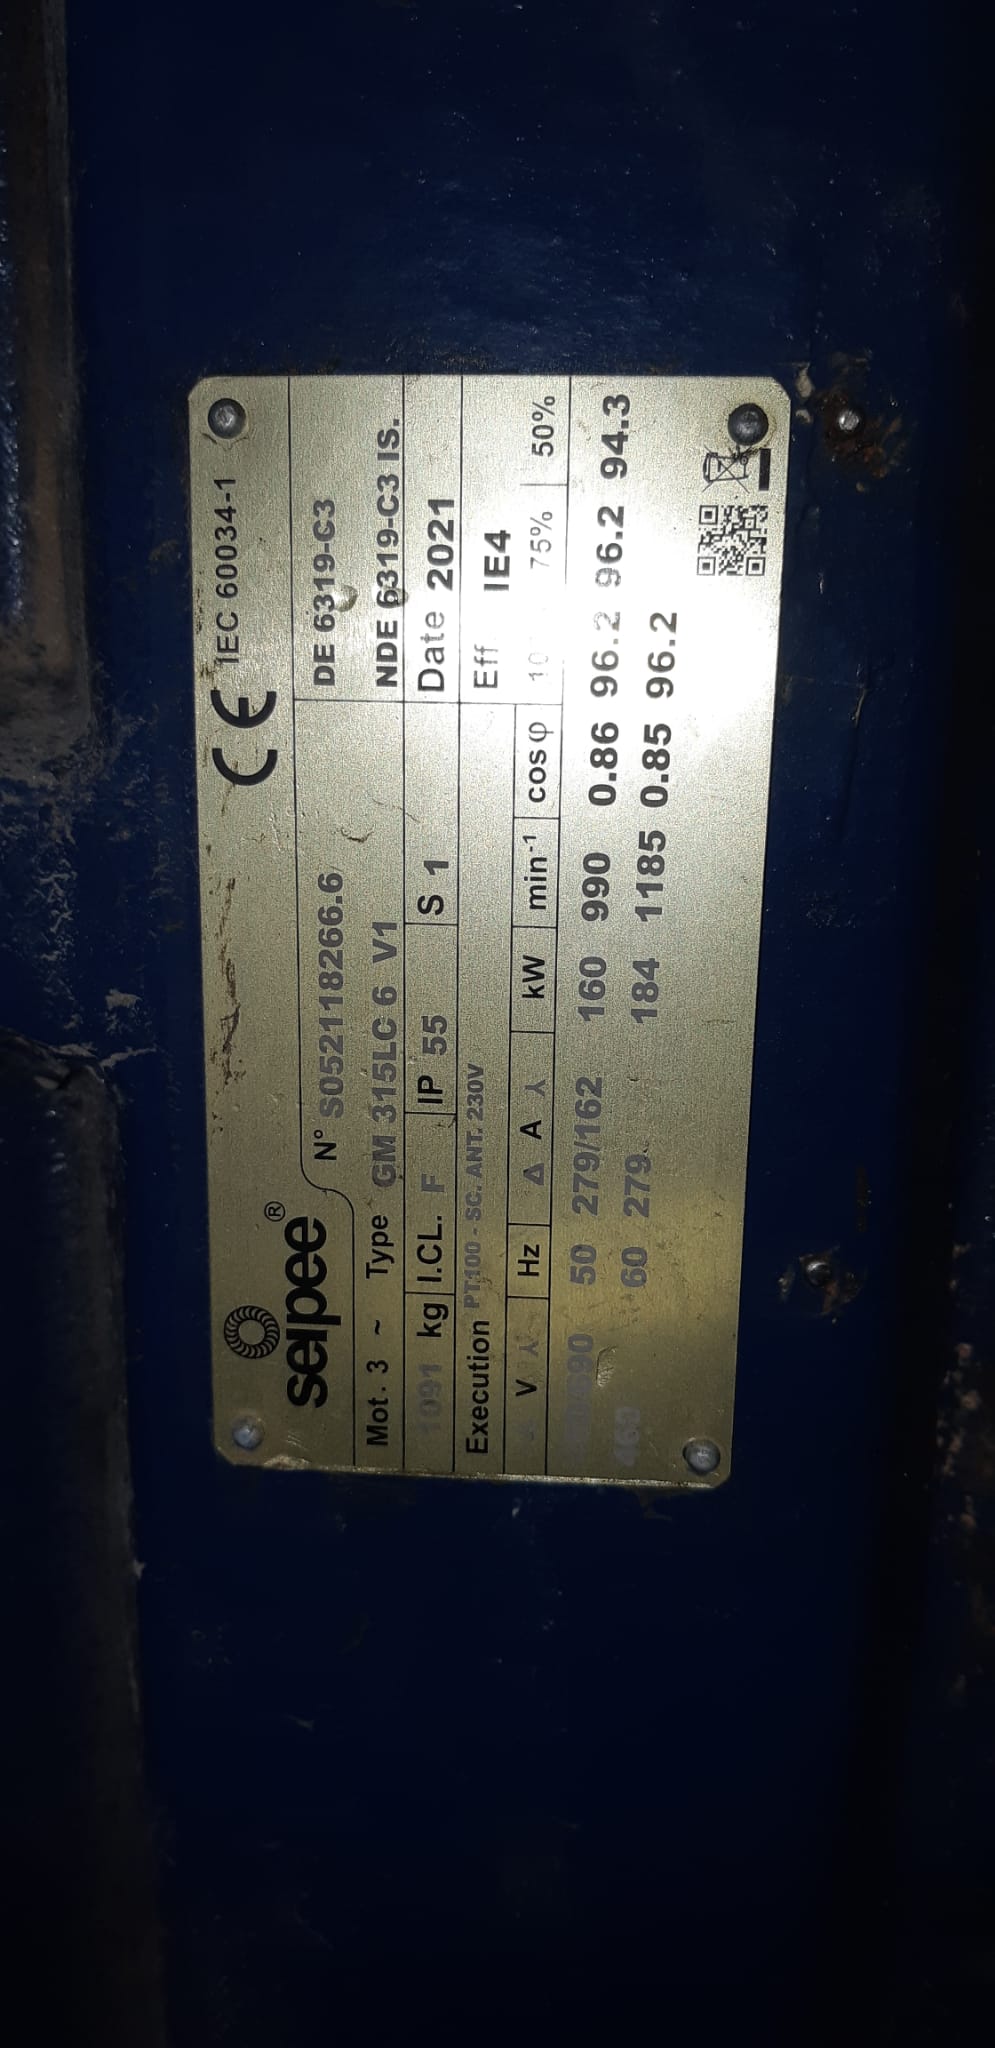 seipee®
CE IEC 60034-1
N° S052118266.6
Mot. 3 ~ Type GM 315LC 6 V1
DE 6319-C3
NDE 6319-C3 IS.
1091 kg I.CL. F IP 55 S 1 Date 2021
Execution PT100 - SC. ANT. 230V Eff IE4
V ⅄ Hz Δ A ⅄ kW min⁻¹ cos φ 75% 50%
50 279/162 160 990 0.86 96.2 96.2 94.3
460 60 279 184 1185 0.85 96.2